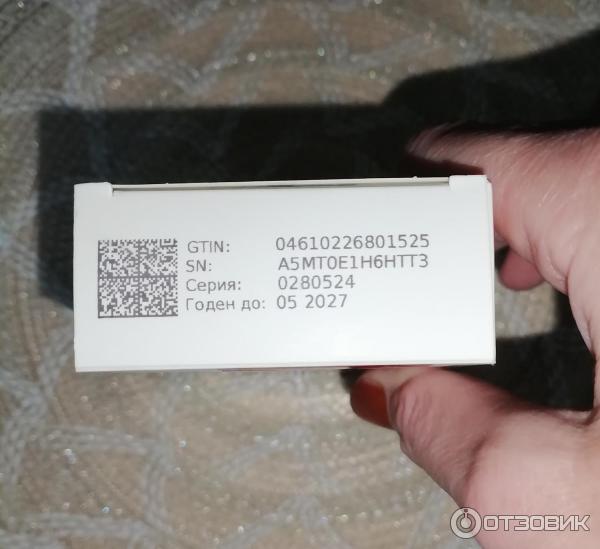 GTIN: 04610226801525
SN: A5MT0E1H6HTT3
Серия: 0280524
Годен до: 05 2027
ОТЗОВИК